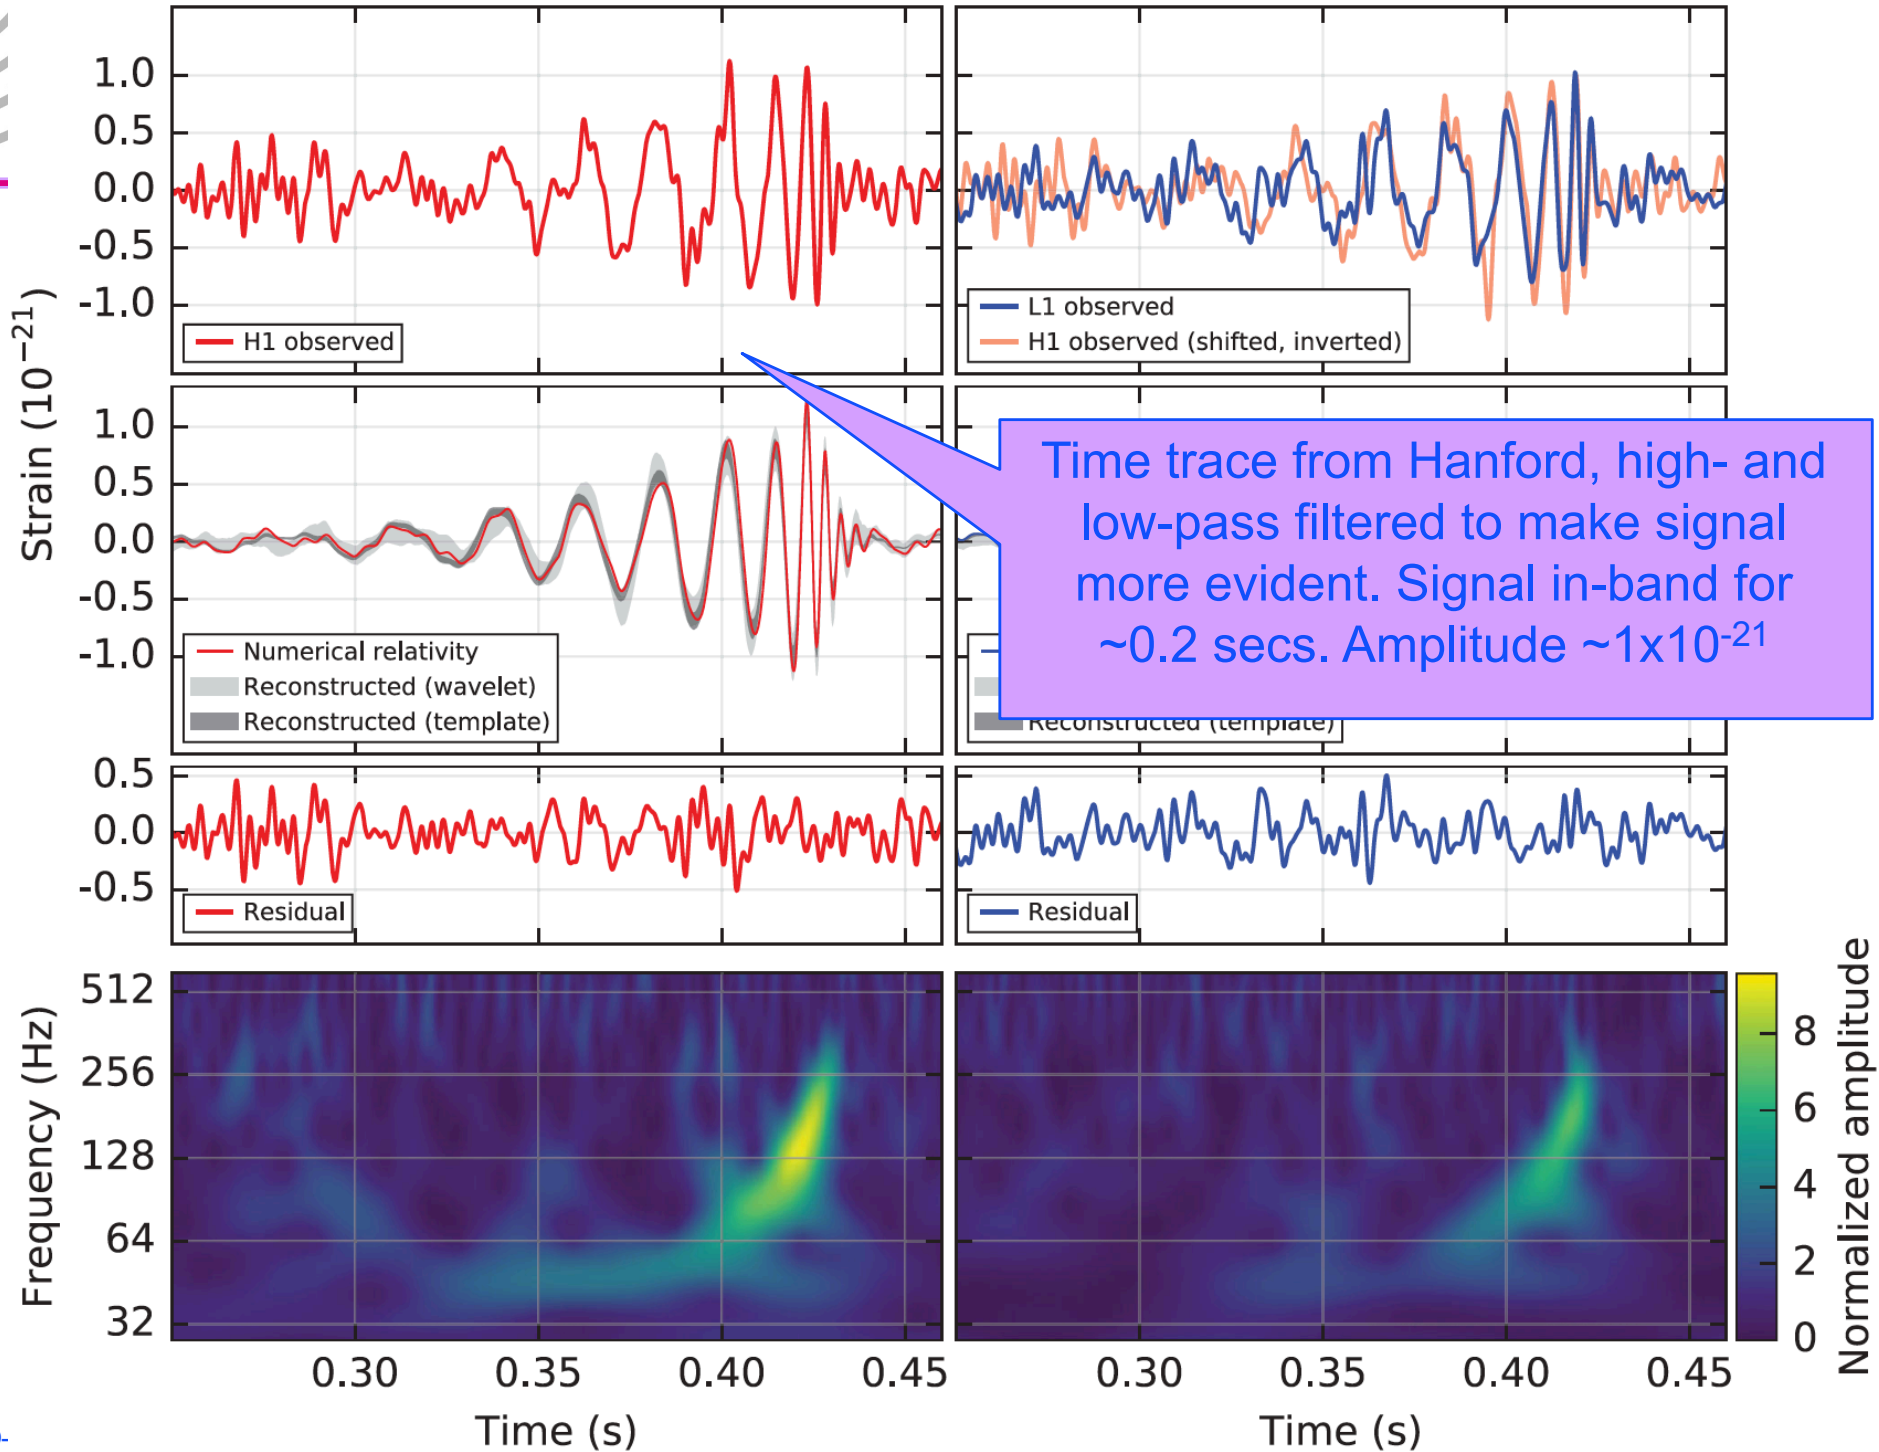 Strain (10⁻²¹)
1.0
0.5
0.0
-0.5
-1.0
H1 observed
L1 observed
H1 observed (shifted, inverted)
1.0
0.5
0.0
-0.5
-1.0
Numerical relativity
Reconstructed (wavelet)
Reconstructed (template)
Time trace from Hanford, high- and
low-pass filtered to make signal
more evident. Signal in-band for
~0.2 secs. Amplitude ~1x10⁻²¹
Reconstructed (template)
0.5
0.0
-0.5
Residual
Residual
Frequency (Hz)
512
256
128
64
32
0.30 0.35 0.40 0.45
Time (s)
0.30 0.35 0.40 0.45
Time (s)
8
6
4
2
0
Normalized amplitude